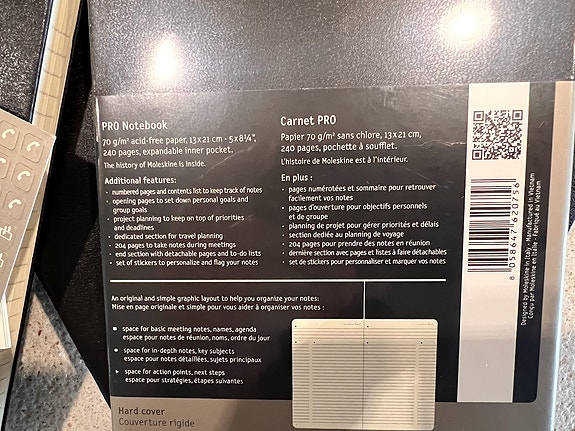 PRO Notebook
70 g/m² acid-free paper, 13x21 cm - 5x8¼",
240 pages, expandable inner pocket.
The history of Moleskine is inside.
Additional features:
• numbered pages and contents list to keep track of notes
• opening pages to set down personal goals and
group goals
• project planning to keep on top of priorities
and deadlines
• dedicated section for travel planning
• 204 pages to take notes during meetings
• end section with detachable pages and to-do lists
• set of stickers to personalize and flag your notes
Carnet PRO
Papier 70 g/m² sans chlore, 13x21 cm,
240 pages, pochette à soufflet.
L'histoire de Moleskine est à l'intérieur.
En plus :
• pages numérotées et sommaire pour retrouver
facilement vos notes
• pages d'ouverture pour objectifs personnels
et de groupe
• planning de projet pour gérer priorités et délais
• section dediée au planning de voyage
• 204 pages pour prendre des notes en réunion
• dernière section avec pages et listes à faire détachables
• set de stickers pour personaliser et marquer vos notes
An original and simple graphic layout to help you organize your notes:
Mise en page originale et simple pour vous aider à organiser vos notes :
space for basic meeting notes, names, agenda
espace pour notes de réunion, noms, ordre du jour
space for in-depth notes, key subjects
espace pour notes détaillées, sujets principaux
space for action points, next steps
espace pour stratégies, étapes suivantes
Hard cover
Couverture rigide
8 058647 620756
Designed by Moleskine in Italy - Manufactured in Vietnam
Conçu par Moleskine en Italie - Fabriqué au Vietnam